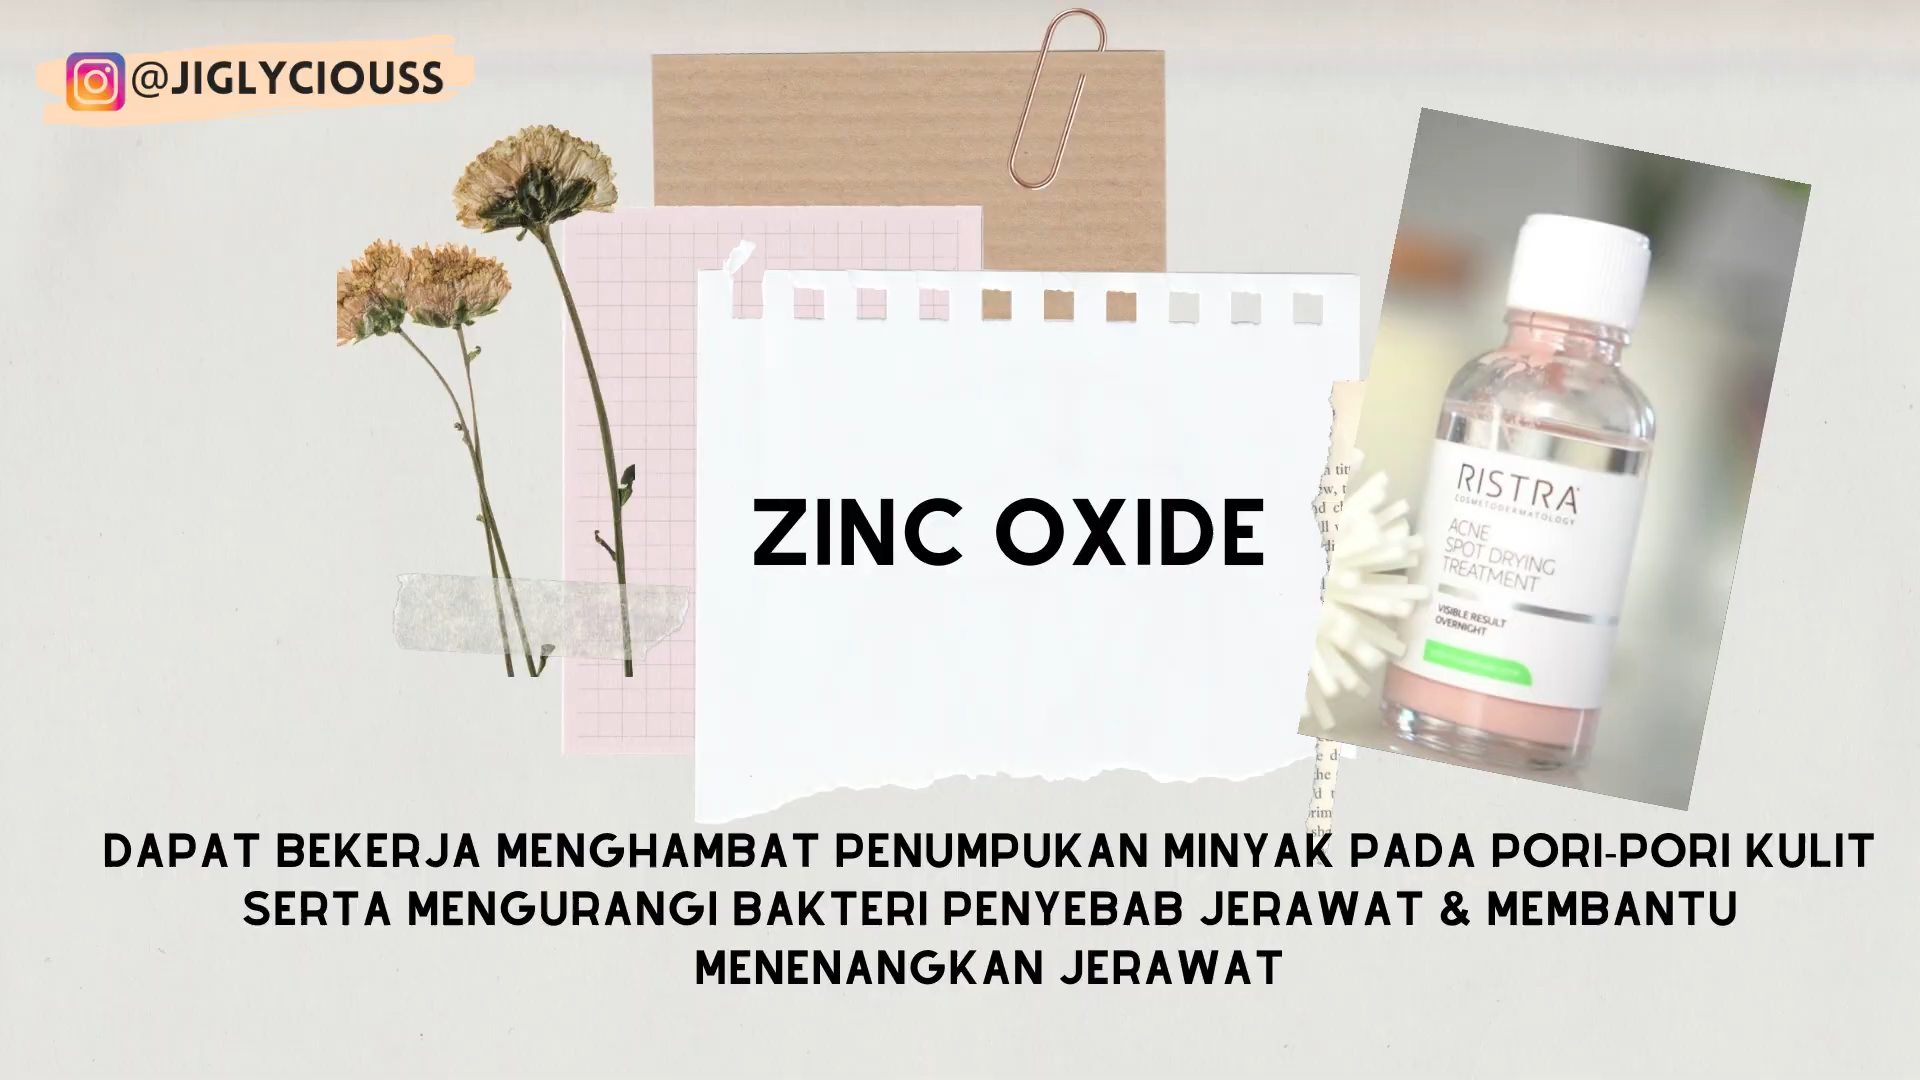 @JIGLYCIOUSS
ZINC OXIDE
RISTRA
COSMETODERMATOLOGY
ACNE
SPOT DRYING
TREATMENT
VISIBLE RESULT
OVERNIGHT
DAPAT BEKERJA MENGHAMBAT PENUMPUKAN MINYAK PADA PORI-PORI KULIT
SERTA MENGURANGI BAKTERI PENYEBAB JERAWAT & MEMBANTU
MENENANGKAN JERAWAT